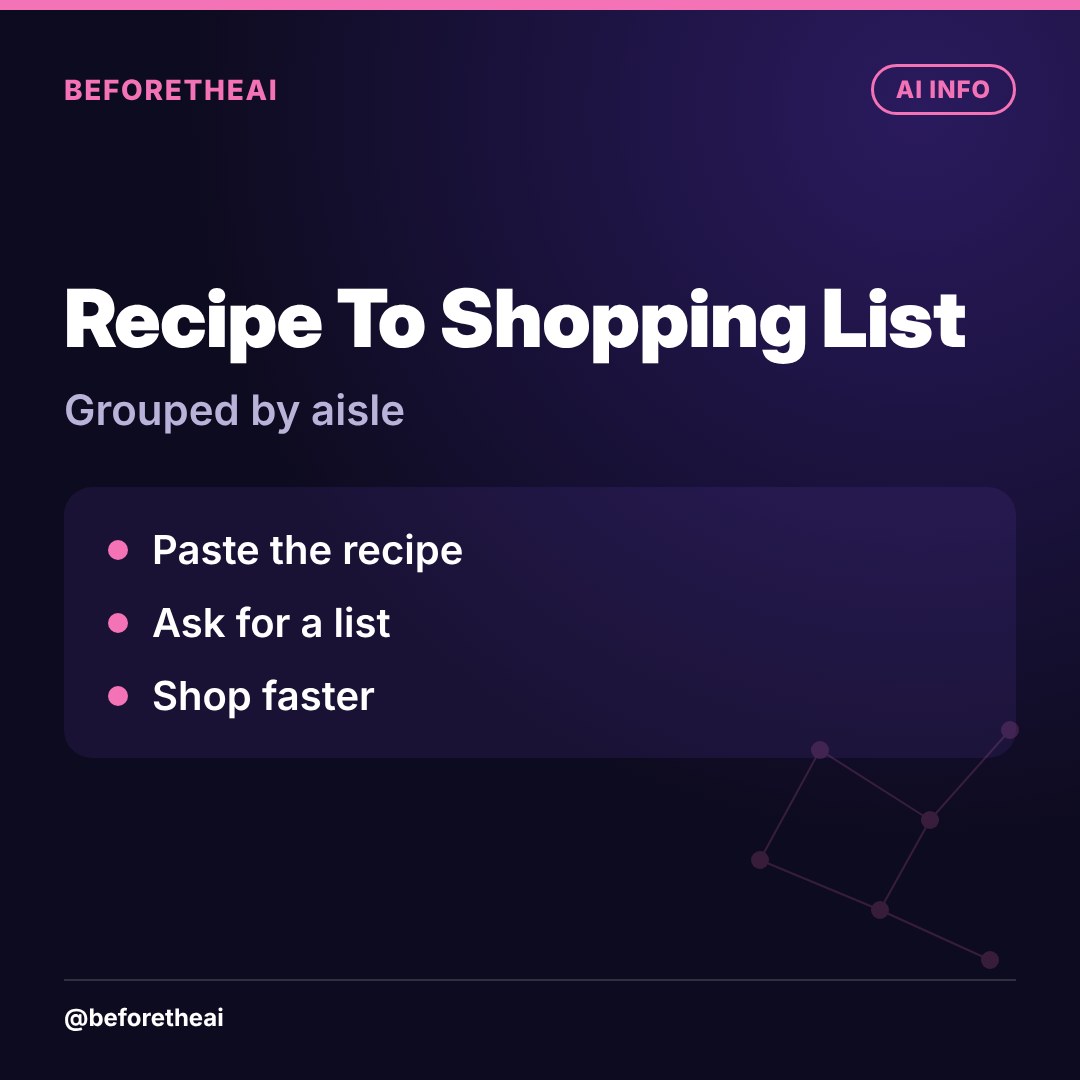 BEFORETHEAI
AI INFO
Recipe To Shopping List
Grouped by aisle
Paste the recipe
Ask for a list
Shop faster
@beforetheai